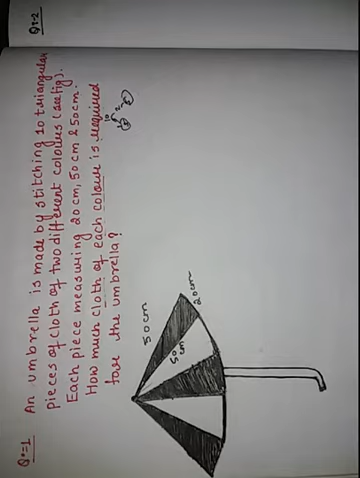 Q:=1 An umbrella is made by stitching 10 triangular
pieces of cloth of two different colours (see fig).
Each piece measuring 20 cm, 50 cm & 50 cm.
How much cloth of each colour is required
for the umbrella?
50 cm
50
cm
20 cm
Q:-2